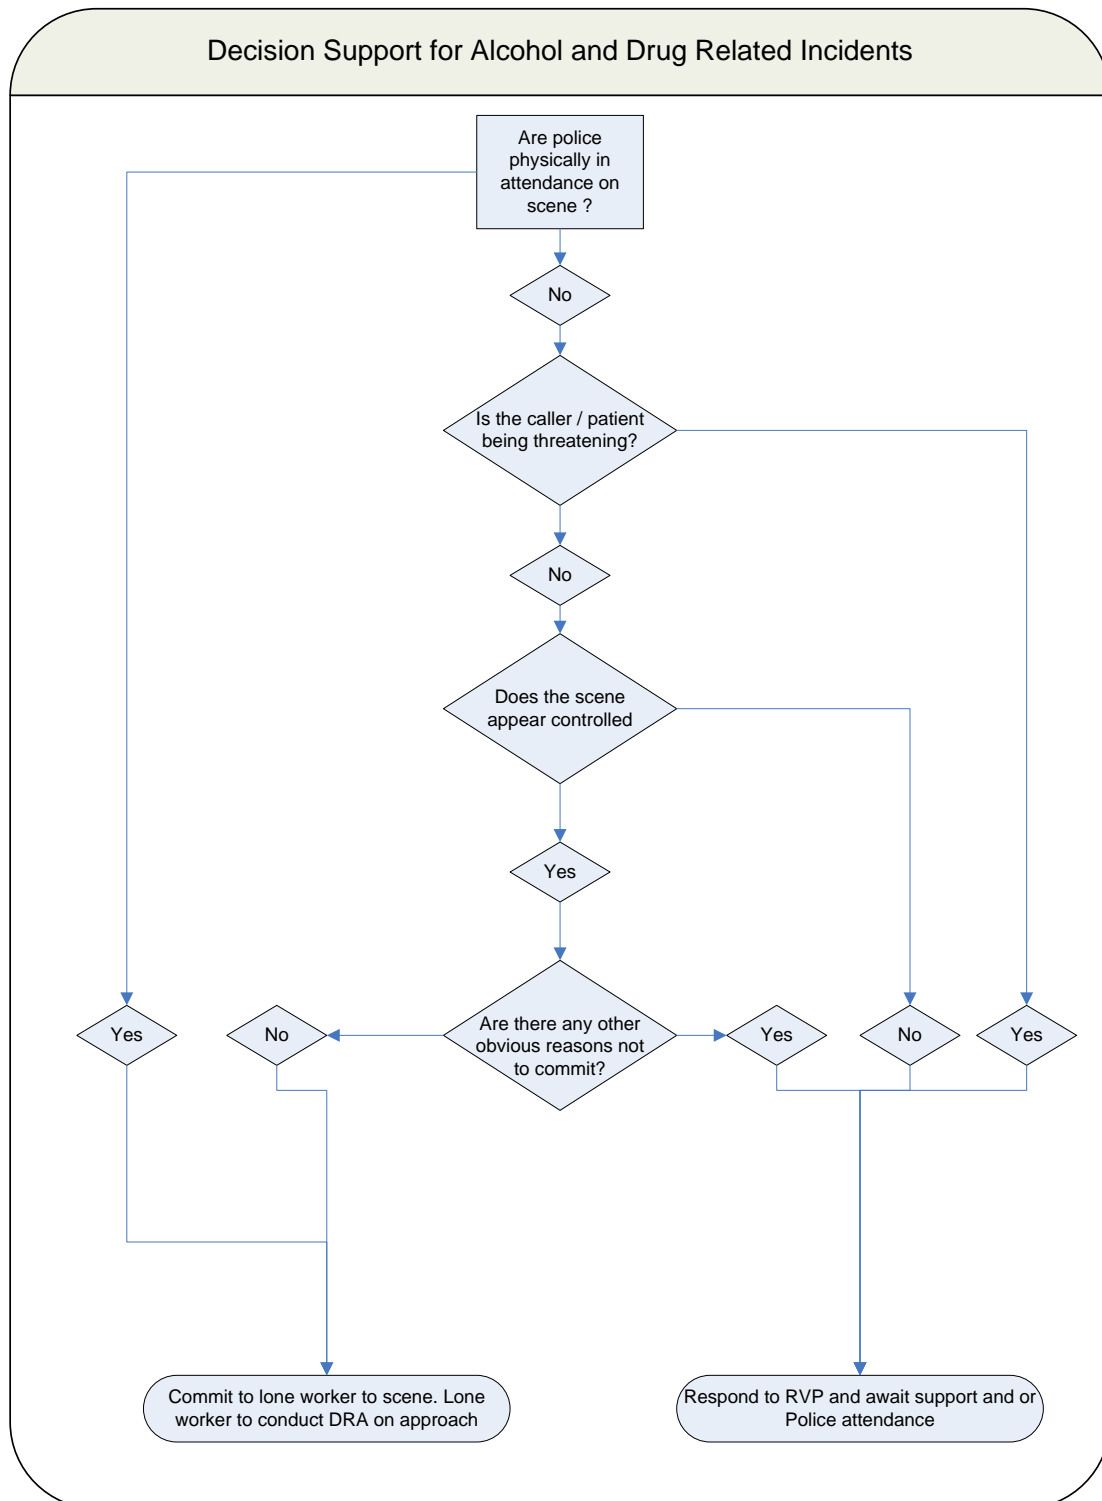 Decision Support for Alcohol and Drug Related Incidents
Are police
physically in
attendance on
scene ?
No
Is the caller / patient
being threatening?
No
Does the scene
appear controlled
Yes
Are there any other
obvious reasons not
to commit?
Yes
No
Yes
No
Yes
Commit to lone worker to scene. Lone
worker to conduct DRA on approach
Respond to RVP and await support and or
Police attendance